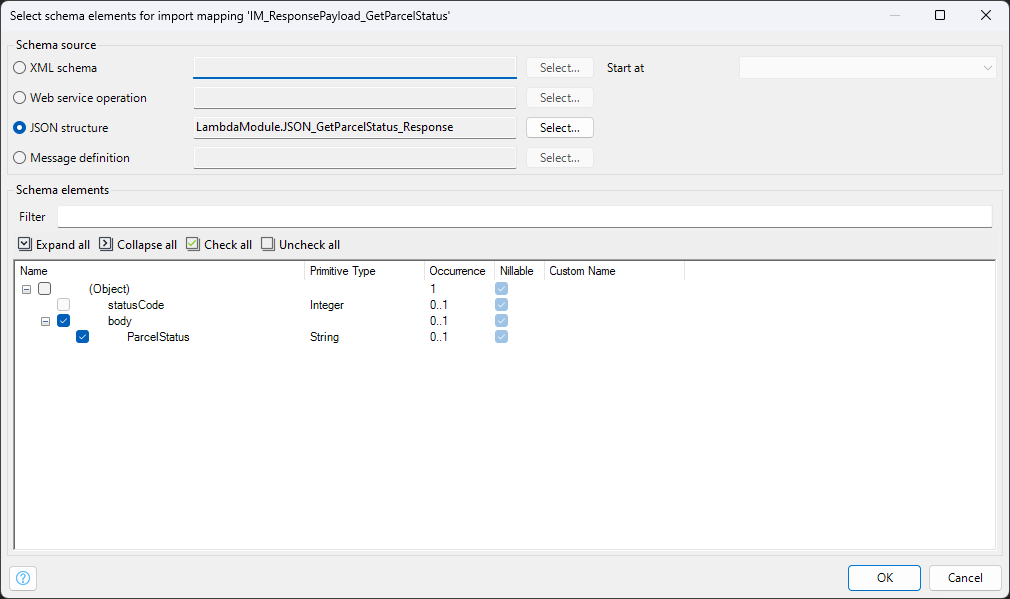 Select schema elements for import mapping 'IM_ResponsePayload_GetParcelStatus'
Schema source
XML schema Select... Start at
Web service operation Select...
JSON structure LambdaModule.JSON_GetParcelStatus_Response Select...
Message definition Select...
Schema elements
Filter
Expand all Collapse all Check all Uncheck all
Name Primitive Type Occurrence Nillable Custom Name
(Object) 1
statusCode Integer 0..1
body 0..1
ParcelStatus String 0..1
OK Cancel